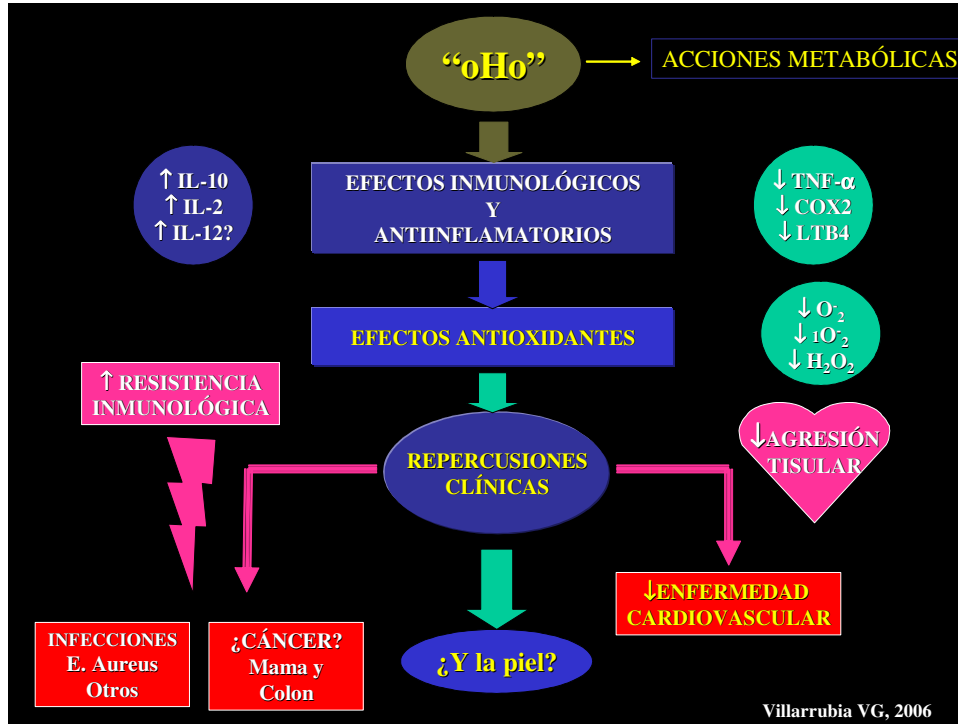 “oHo”
ACCIONES METABÓLICAS
↑ IL-10
↑ IL-2
↑ IL-12?
EFECTOS INMUNOLÓGICOS
Y
ANTIINFLAMATORIOS
↓ TNF-α
↓ COX2
↓ LTB4
EFECTOS ANTIOXIDANTES
↓ O⁻₂
↓ ₁O⁻₂
↓ H₂O₂
↑ RESISTENCIA
INMUNOLÓGICA
REPERCUSIONES
CLÍNICAS
↓AGRESIÓN
TISULAR
↓ENFERMEDAD
CARDIOVASCULAR
INFECCIONES
E. Aureus
Otros
¿CÁNCER?
Mama y
Colon
¿Y la piel?
Villarrubia VG, 2006